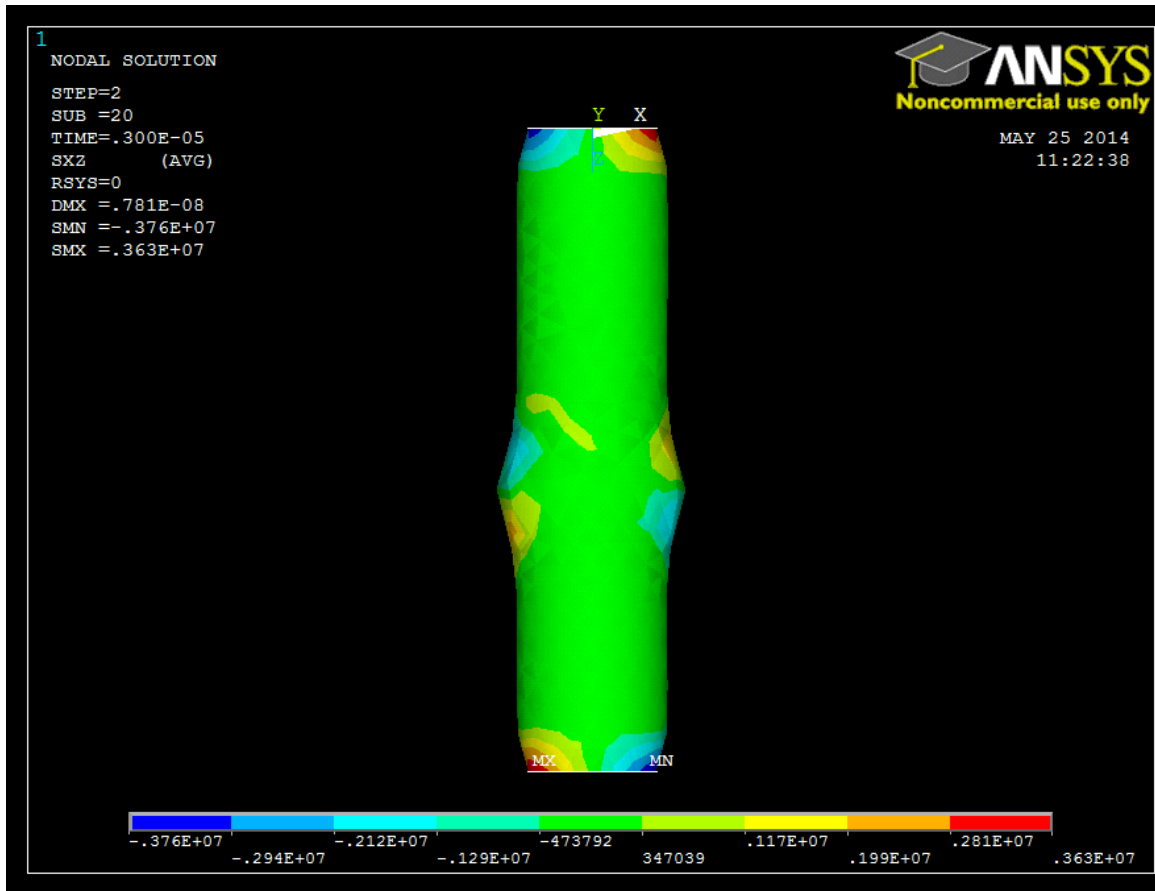 1
NODAL SOLUTION
STEP=2
SUB =20
TIME=.300E-05
SXZ (AVG)
RSYS=0
DMX =.781E-08
SMN =-.376E+07
SMX =.363E+07
ANSYS
Noncommercial use only
MAY 25 2014
11:22:38
Y X
MX MN
-.376E+07 -.212E+07 -473792 .117E+07 .281E+07
-.294E+07 -.129E+07 347039 .199E+07 .363E+07